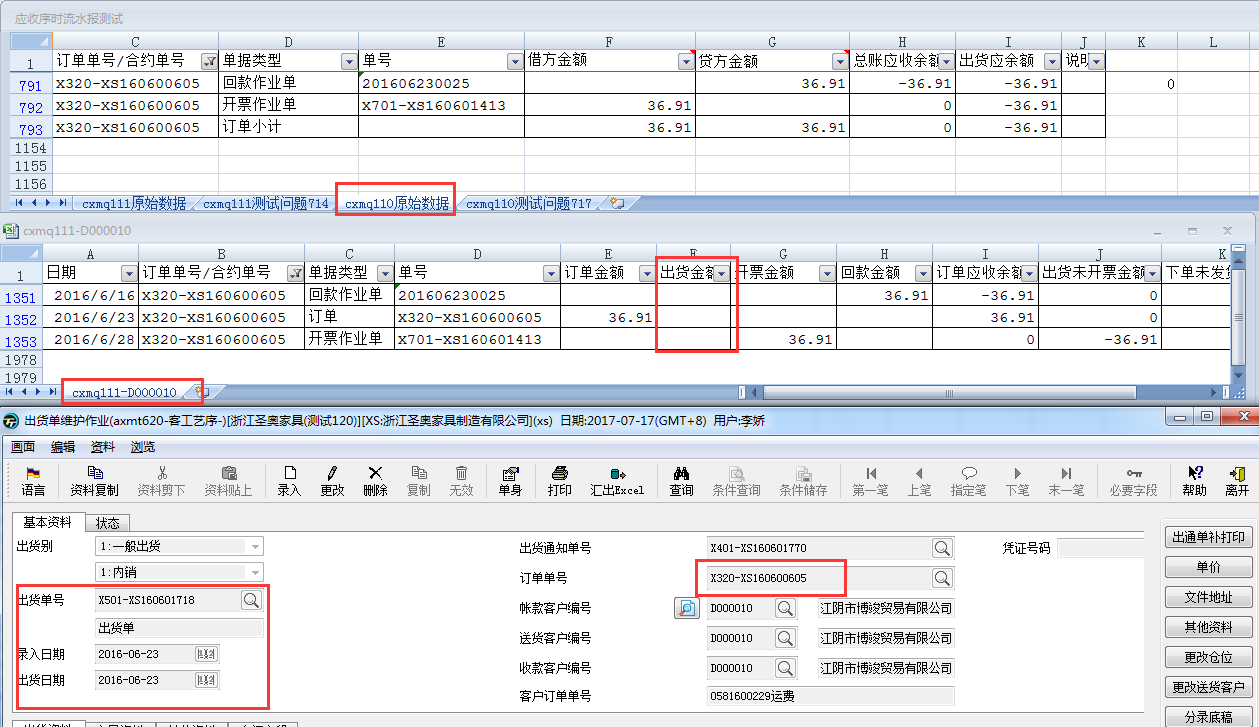 应收序时流水报测试
C D E F G H I J K L
1 订单单号/合约单号 单据类型 单号 借方金额 贷方金额 总账应收余额 出货应余额 说明
791 X320-XS160600605 回款作业单 201606230025 36.91 -36.91 -36.91 0
792 X320-XS160600605 开票作业单 X701-XS160601413 36.91 0 -36.91
793 X320-XS160600605 订单小计 36.91 36.91 0 -36.91
1154
1155
1156
cxmq111原始数据 cxmq111测试问题714 cxmq110原始数据 cxmq110测试问题717
cxmq111-D000010
A B C D E F G H I J K
1 日期 订单单号/合约单号 单据类型 单号 订单金额 出货金额 开票金额 回款金额 订单应收余额 出货未开票金额 下单未发货
1351 2016/6/16 X320-XS160600605 回款作业单 201606230025 36.91 -36.91 0
1352 2016/6/23 X320-XS160600605 订单 X320-XS160600605 36.91 36.91 0
1353 2016/6/28 X320-XS160600605 开票作业单 X701-XS160601413 36.91 0 -36.91
1978
1979
cxmq111-D000010
出货单维护作业(axmt620-客工艺序-)[浙江圣奥家具(测试120)][XS:浙江圣奥家具制造有限公司](xs) 日期:2017-07-17(GMT+8) 用户:李娇
画面 编辑 资料 浏览
语言 资料复制 资料剪下 资料贴上 录入 更改 删除 复制 无效 单身 打印 汇出Excel 查询 条件查询 条件储存 第一笔 上笔 指定笔 下笔 末一笔 必要字段 帮助 离开
基本资料 状态
出货别 1:一般出货 出货通知单号 X401-XS160601770 凭证号码 出通单补打印
1:内销 订单单号 X320-XS160600605 单价
出货单号 X501-XS160601718 帐款客户编号 D000010 江阴市博骏贸易有限公司 文件地址
出货单 送货客户编号 D000010 江阴市博骏贸易有限公司 其他资料
录入日期 2016-06-23 收款客户编号 D000010 江阴市博骏贸易有限公司 更改仓位
出货日期 2016-06-23 客户订单单号 0581600229运费 更改送货客户
分录底稿